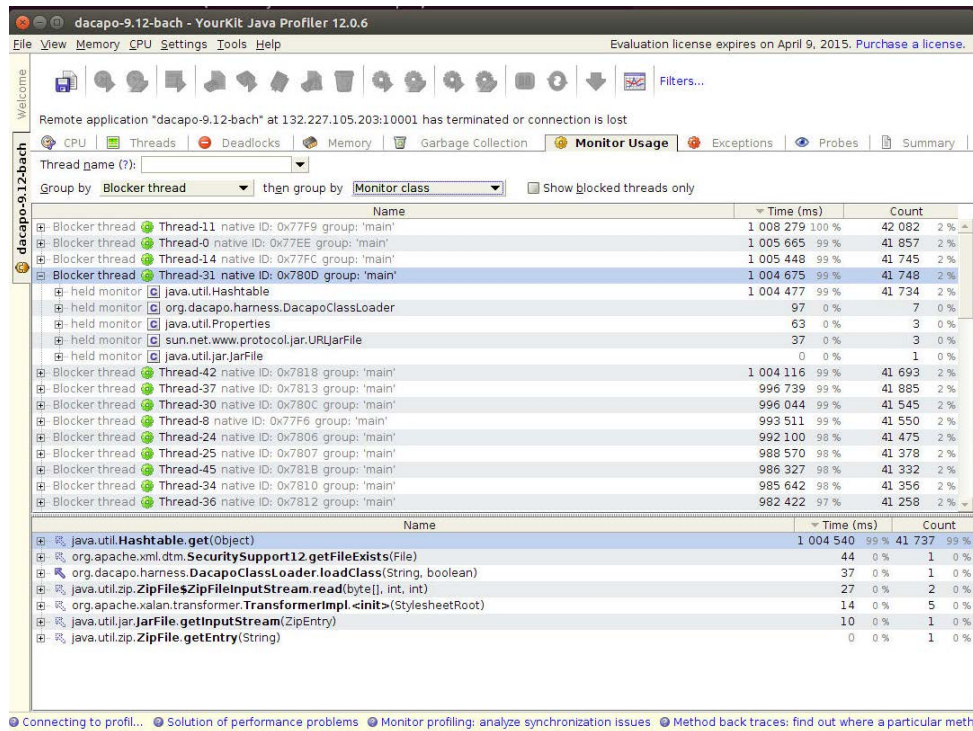 dacapo-9.12-bach - YourKit Java Profiler 12.0.6
File View Memory CPU Settings Tools Help Evaluation license expires on April 9, 2015. Purchase a license.
Welcome
dacapo-9.12-bach
Filters...
Remote application "dacapo-9.12-bach" at 132.227.105.203:10001 has terminated or connection is lost
CPU Threads Deadlocks Memory Garbage Collection Monitor Usage Exceptions Probes Summary
Thread name (?):
Group by Blocker thread then group by Monitor class Show blocked threads only
Name Time (ms) Count
Blocker thread Thread-11 native ID: 0x77F9 group: 'main' 1 008 279 100 % 42 082 2 %
Blocker thread Thread-0 native ID: 0x77EE group: 'main' 1 005 665 99 % 41 857 2 %
Blocker thread Thread-14 native ID: 0x77FC group: 'main' 1 005 448 99 % 41 745 2 %
Blocker thread Thread-31 native ID: 0x780D group: 'main' 1 004 675 99 % 41 748 2 %
held monitor C java.util.Hashtable 1 004 477 99 % 41 734 2 %
held monitor C org.dacapo.harness.DacapoClassLoader 97 0 % 7 0 %
held monitor C java.util.Properties 63 0 % 3 0 %
held monitor C sun.net.www.protocol.jar.URLJarFile 37 0 % 3 0 %
held monitor C java.util.jar.JarFile 0 0 % 1 0 %
Blocker thread Thread-42 native ID: 0x7818 group: 'main' 1 004 116 99 % 41 693 2 %
Blocker thread Thread-37 native ID: 0x7813 group: 'main' 996 739 99 % 41 885 2 %
Blocker thread Thread-30 native ID: 0x780C group: 'main' 996 044 99 % 41 545 2 %
Blocker thread Thread-8 native ID: 0x77F6 group: 'main' 993 511 99 % 41 550 2 %
Blocker thread Thread-24 native ID: 0x7806 group: 'main' 992 100 98 % 41 475 2 %
Blocker thread Thread-25 native ID: 0x7807 group: 'main' 988 570 98 % 41 378 2 %
Blocker thread Thread-45 native ID: 0x781B group: 'main' 986 327 98 % 41 332 2 %
Blocker thread Thread-34 native ID: 0x7810 group: 'main' 985 642 98 % 41 356 2 %
Blocker thread Thread-36 native ID: 0x7812 group: 'main' 982 422 97 % 41 258 2 %
Name Time (ms) Count
java.util.Hashtable.get(Object) 1 004 540 99 % 41 737 99 %
org.apache.xml.dtm.SecuritySupport12.getFileExists(File) 44 0 % 1 0 %
org.dacapo.harness.DacapoClassLoader.loadClass(String, boolean) 37 0 % 1 0 %
java.util.zip.ZipFile$ZipFileInputStream.read(byte[], int, int) 27 0 % 2 0 %
org.apache.xalan.transformer.TransformerImpl.<init>(StylesheetRoot) 14 0 % 5 0 %
java.util.jar.JarFile.getInputStream(ZipEntry) 10 0 % 1 0 %
java.util.zip.ZipFile.getEntry(String) 0 0 % 1 0 %
Connecting to profil... Solution of performance problems Monitor profiling: analyze synchronization issues Method back traces: find out where a particular meth